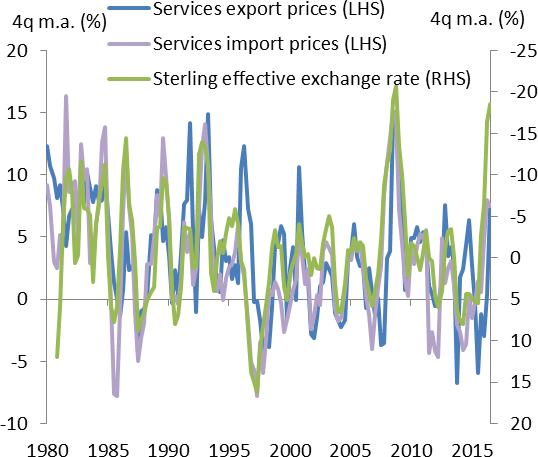 4q m.a. (%)
4q m.a. (%)
Services export prices (LHS)
Services import prices (LHS)
Sterling effective exchange rate (RHS)
20
15
10
5
0
-5
-10
-25
-20
-15
-10
-5
0
5
10
15
20
1980 1985 1990 1995 2000 2005 2010 2015